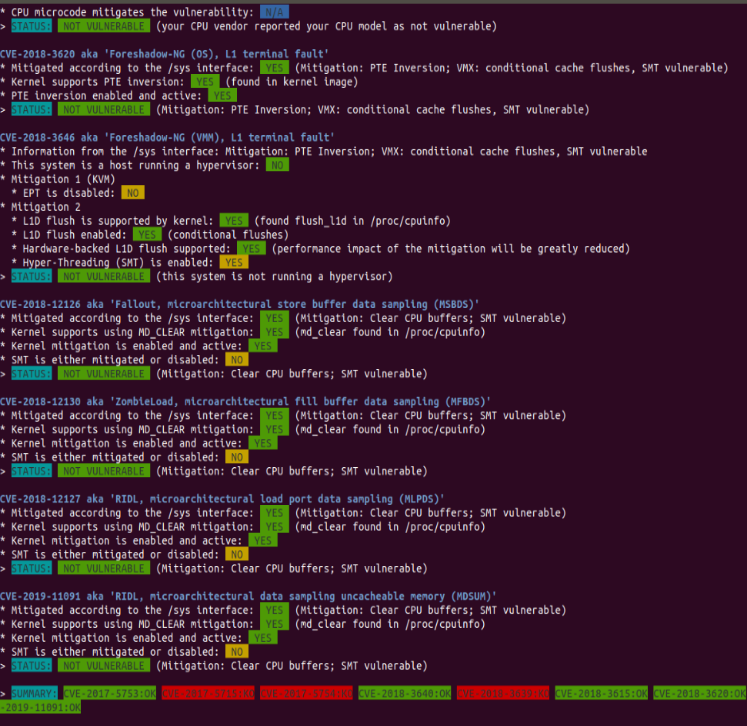 * CPU microcode mitigates the vulnerability: N/A
> STATUS: NOT VULNERABLE (your CPU vendor reported your CPU model as not vulnerable)
CVE-2018-3620 aka 'Foreshadow-NG (OS), L1 terminal fault'
* Mitigated according to the /sys interface: YES (Mitigation: PTE Inversion; VMX: conditional cache flushes, SMT vulnerable)
* Kernel supports PTE inversion: YES (found in kernel image)
* PTE inversion enabled and active: YES
> STATUS: NOT VULNERABLE (Mitigation: PTE Inversion; VMX: conditional cache flushes, SMT vulnerable)
CVE-2018-3646 aka 'Foreshadow-NG (VMM), L1 terminal fault'
* Information from the /sys interface: Mitigation: PTE Inversion; VMX: conditional cache flushes, SMT vulnerable
* This system is a host running a hypervisor: NO
* Mitigation 1 (KVM)
* EPT is disabled: NO
* Mitigation 2
* L1D flush is supported by kernel: YES (found flush_l1d in /proc/cpuinfo)
* L1D flush enabled: YES (conditional flushes)
* Hardware-backed L1D flush supported: YES (performance impact of the mitigation will be greatly reduced)
* Hyper-Threading (SMT) is enabled: YES
> STATUS: NOT VULNERABLE (this system is not running a hypervisor)
CVE-2018-12126 aka 'Fallout, microarchitectural store buffer data sampling (MSBDS)'
* Mitigated according to the /sys interface: YES (Mitigation: Clear CPU buffers; SMT vulnerable)
* Kernel supports using MD_CLEAR mitigation: YES (md_clear found in /proc/cpuinfo)
* Kernel mitigation is enabled and active: YES
* SMT is either mitigated or disabled: NO
> STATUS: NOT VULNERABLE (Mitigation: Clear CPU buffers; SMT vulnerable)
CVE-2018-12130 aka 'ZombieLoad, microarchitectural fill buffer data sampling (MFBDS)'
* Mitigated according to the /sys interface: YES (Mitigation: Clear CPU buffers; SMT vulnerable)
* Kernel supports using MD_CLEAR mitigation: YES (md_clear found in /proc/cpuinfo)
* Kernel mitigation is enabled and active: YES
* SMT is either mitigated or disabled: NO
> STATUS: NOT VULNERABLE (Mitigation: Clear CPU buffers; SMT vulnerable)
CVE-2018-12127 aka 'RIDL, microarchitectural load port data sampling (MLPDS)'
* Mitigated according to the /sys interface: YES (Mitigation: Clear CPU buffers; SMT vulnerable)
* Kernel supports using MD_CLEAR mitigation: YES (md_clear found in /proc/cpuinfo)
* Kernel mitigation is enabled and active: YES
* SMT is either mitigated or disabled: NO
> STATUS: NOT VULNERABLE (Mitigation: Clear CPU buffers; SMT vulnerable)
CVE-2019-11091 aka 'RIDL, microarchitectural data sampling uncacheable memory (MDSUM)'
* Mitigated according to the /sys interface: YES (Mitigation: Clear CPU buffers; SMT vulnerable)
* Kernel supports using MD_CLEAR mitigation: YES (md_clear found in /proc/cpuinfo)
* Kernel mitigation is enabled and active: YES
* SMT is either mitigated or disabled: NO
> STATUS: NOT VULNERABLE (Mitigation: Clear CPU buffers; SMT vulnerable)
> SUMMARY: CVE-2017-5753:OK CVE-2017-5715:KO CVE-2017-5754:KO CVE-2018-3640:OK CVE-2018-3639:KO CVE-2018-3615:OK CVE-2018-3620:OK
-2019-11091:OK